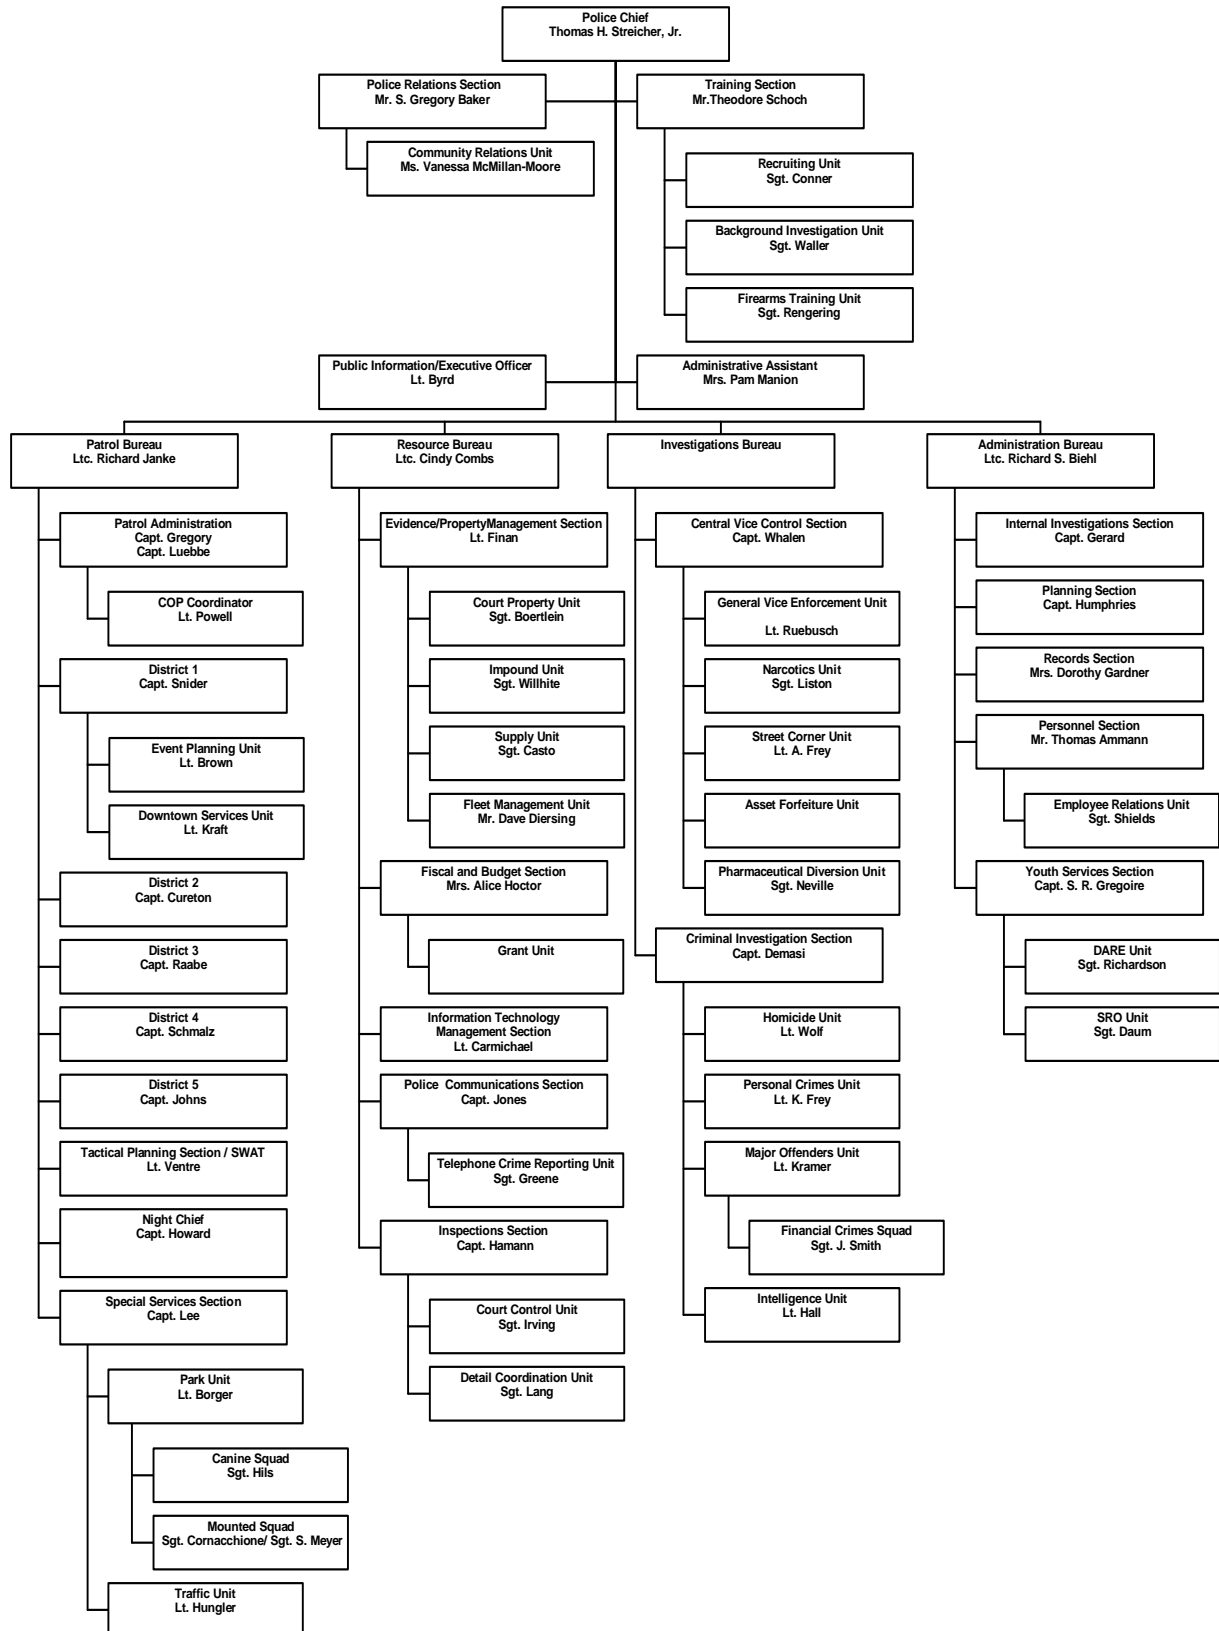 Police Chief
Thomas H. Streicher, Jr.
Police Relations Section
Mr. S. Gregory Baker
Training Section
Mr.Theodore Schoch
Community Relations Unit
Ms. Vanessa McMillan-Moore
Recruiting Unit
Sgt. Conner
Background Investigation Unit
Sgt. Waller
Firearms Training Unit
Sgt. Rengering
Public Information/Executive Officer
Lt. Byrd
Administrative Assistant
Mrs. Pam Manion
Patrol Bureau
Ltc. Richard Janke
Patrol Administration
Capt. Gregory
Capt. Luebbe
COP Coordinator
Lt. Powell
District 1
Capt. Snider
Event Planning Unit
Lt. Brown
Downtown Services Unit
Lt. Kraft
District 2
Capt. Cureton
District 3
Capt. Raabe
District 4
Capt. Schmalz
District 5
Capt. Johns
Tactical Planning Section / SWAT
Lt. Ventre
Night Chief
Capt. Howard
Special Services Section
Capt. Lee
Park Unit
Lt. Borger
Canine Squad
Sgt. Hils
Mounted Squad
Sgt. Cornacchione/ Sgt. S. Meyer
Traffic Unit
Lt. Hungler
Resource Bureau
Ltc. Cindy Combs
Evidence/PropertyManagement Section
Lt. Finan
Court Property Unit
Sgt. Boertlein
Impound Unit
Sgt. Willhite
Supply Unit
Sgt. Casto
Fleet Management Unit
Mr. Dave Diersing
Fiscal and Budget Section
Mrs. Alice Hoctor
Grant Unit
Information Technology
Management Section
Lt. Carmichael
Police Communications Section
Capt. Jones
Telephone Crime Reporting Unit
Sgt. Greene
Inspections Section
Capt. Hamann
Court Control Unit
Sgt. Irving
Detail Coordination Unit
Sgt. Lang
Investigations Bureau
Central Vice Control Section
Capt. Whalen
General Vice Enforcement Unit
Lt. Ruebusch
Narcotics Unit
Sgt. Liston
Street Corner Unit
Lt. A. Frey
Asset Forfeiture Unit
Pharmaceutical Diversion Unit
Sgt. Neville
Criminal Investigation Section
Capt. Demasi
Homicide Unit
Lt. Wolf
Personal Crimes Unit
Lt. K. Frey
Major Offenders Unit
Lt. Kramer
Financial Crimes Squad
Sgt. J. Smith
Intelligence Unit
Lt. Hall
Administration Bureau
Ltc. Richard S. Biehl
Internal Investigations Section
Capt. Gerard
Planning Section
Capt. Humphries
Records Section
Mrs. Dorothy Gardner
Personnel Section
Mr. Thomas Ammann
Employee Relations Unit
Sgt. Shields
Youth Services Section
Capt. S. R. Gregoire
DARE Unit
Sgt. Richardson
SRO Unit
Sgt. Daum